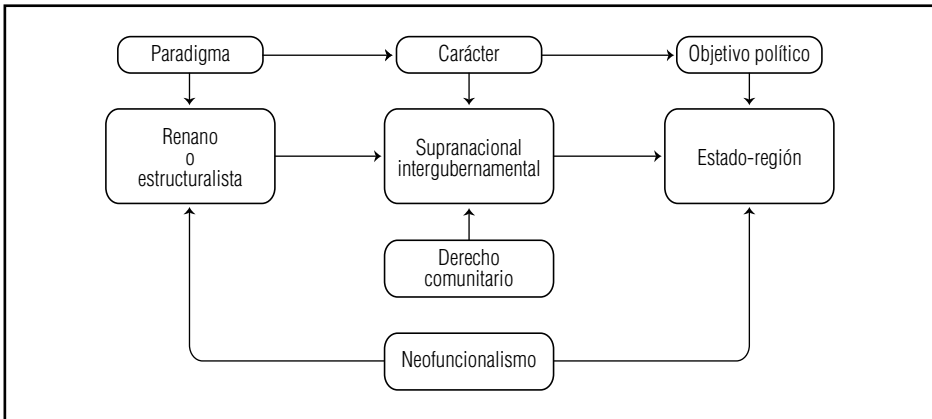 Paradigma
Carácter
Objetivo político
Renano
o
estructuralista
Supranacional
intergubernamental
Estado-región
Derecho
comunitario
Neofuncionalismo